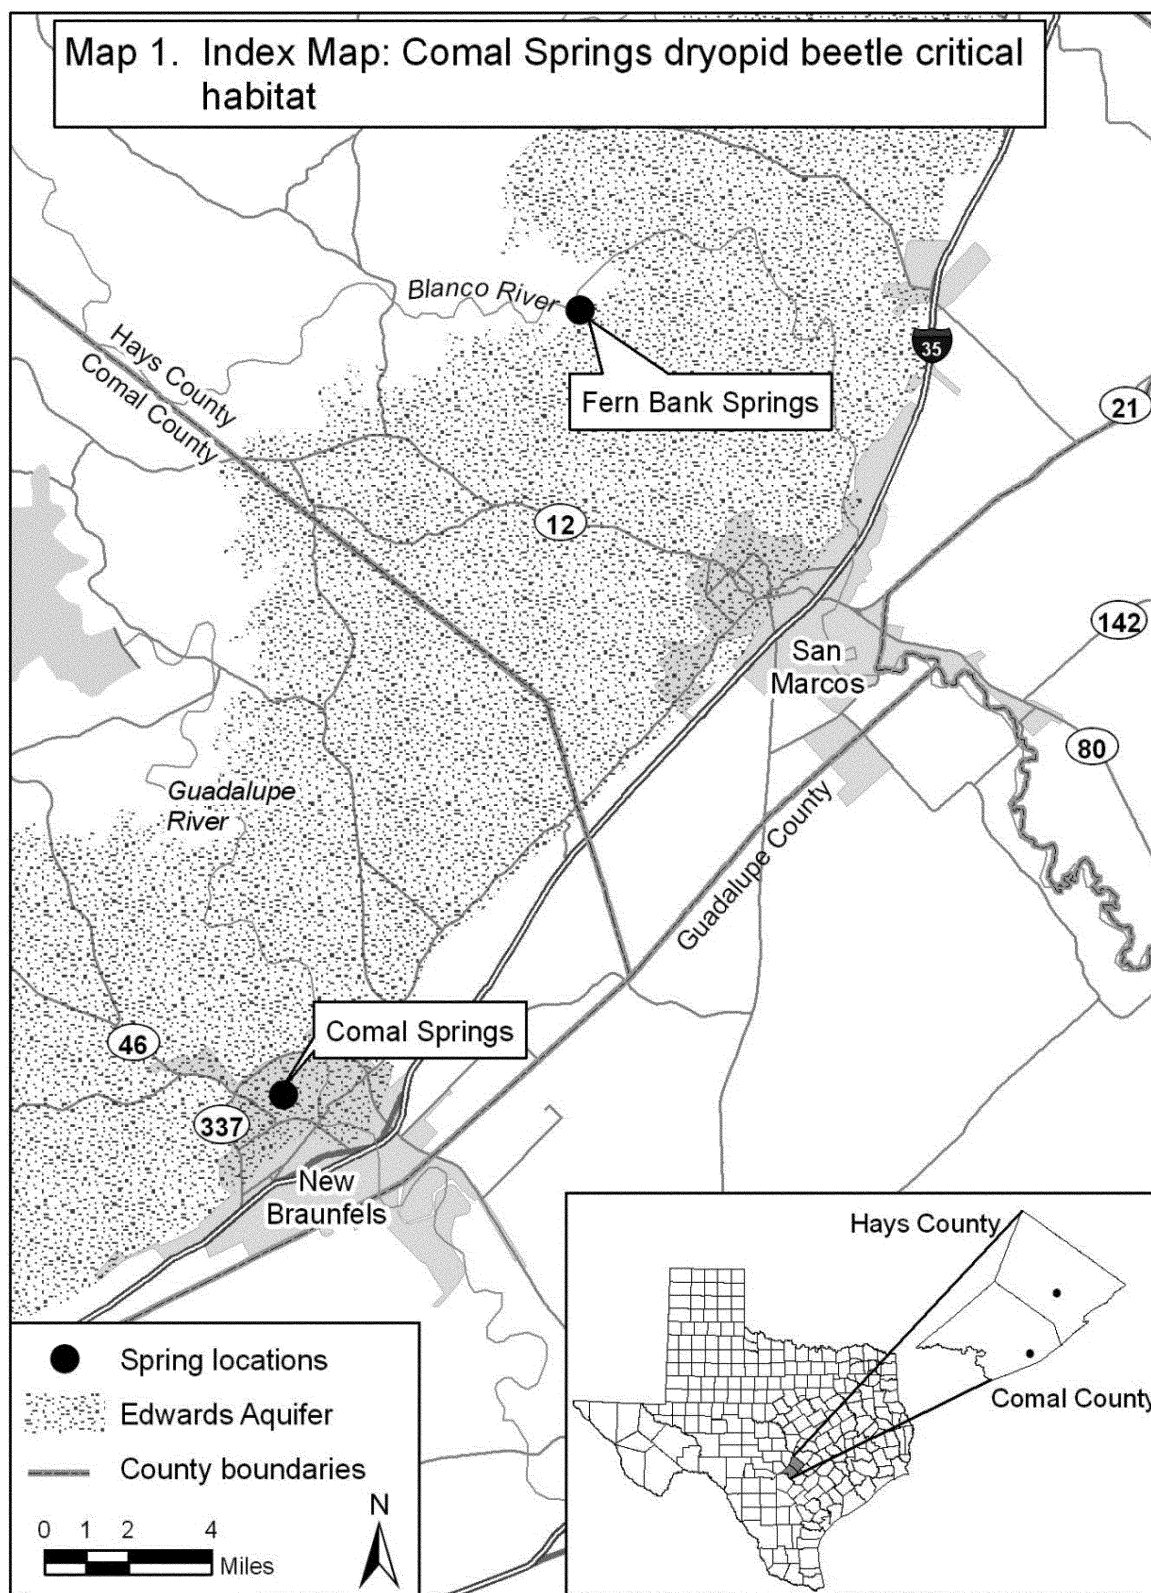 Map 1. Index Map: Comal Springs dryopid beetle critical
habitat
Blanco River
Hays County
Comal County
35
Fern Bank Springs
21
12
142
San
Marcos
80
Guadalupe
River
Guadalupe County
Comal Springs
46
337
New
Braunfels
Hays County
Comal County
Spring locations
Edwards Aquifer
County boundaries
N
0 1 2 4
Miles